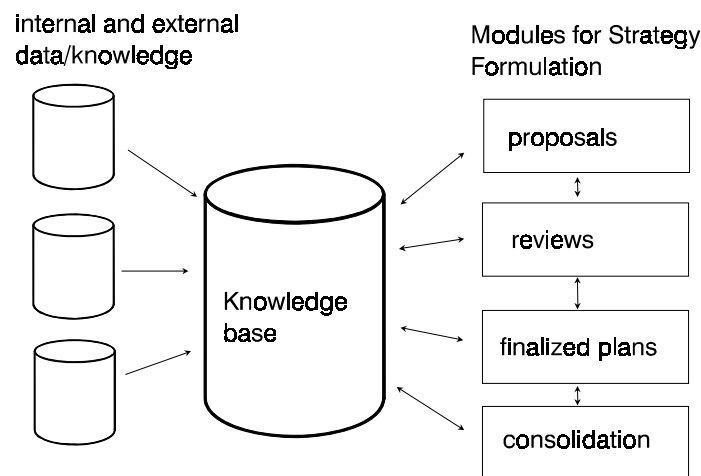 internal and external
data/knowledge
Modules for Strategy
Formulation
proposals
reviews
Knowledge
base
finalized plans
consolidation